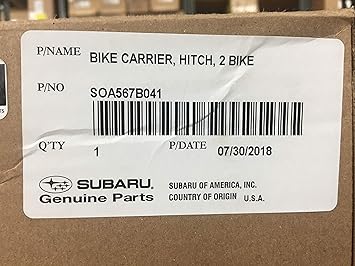 P/NAME BIKE CARRIER, HITCH, 2 BIKE
P/NO SOA567B041
Q'TY 1 P/DATE 07/30/2018
SUBARU. SUBARU OF AMERICA, INC.
Genuine Parts COUNTRY OF ORIGIN U.S.A.